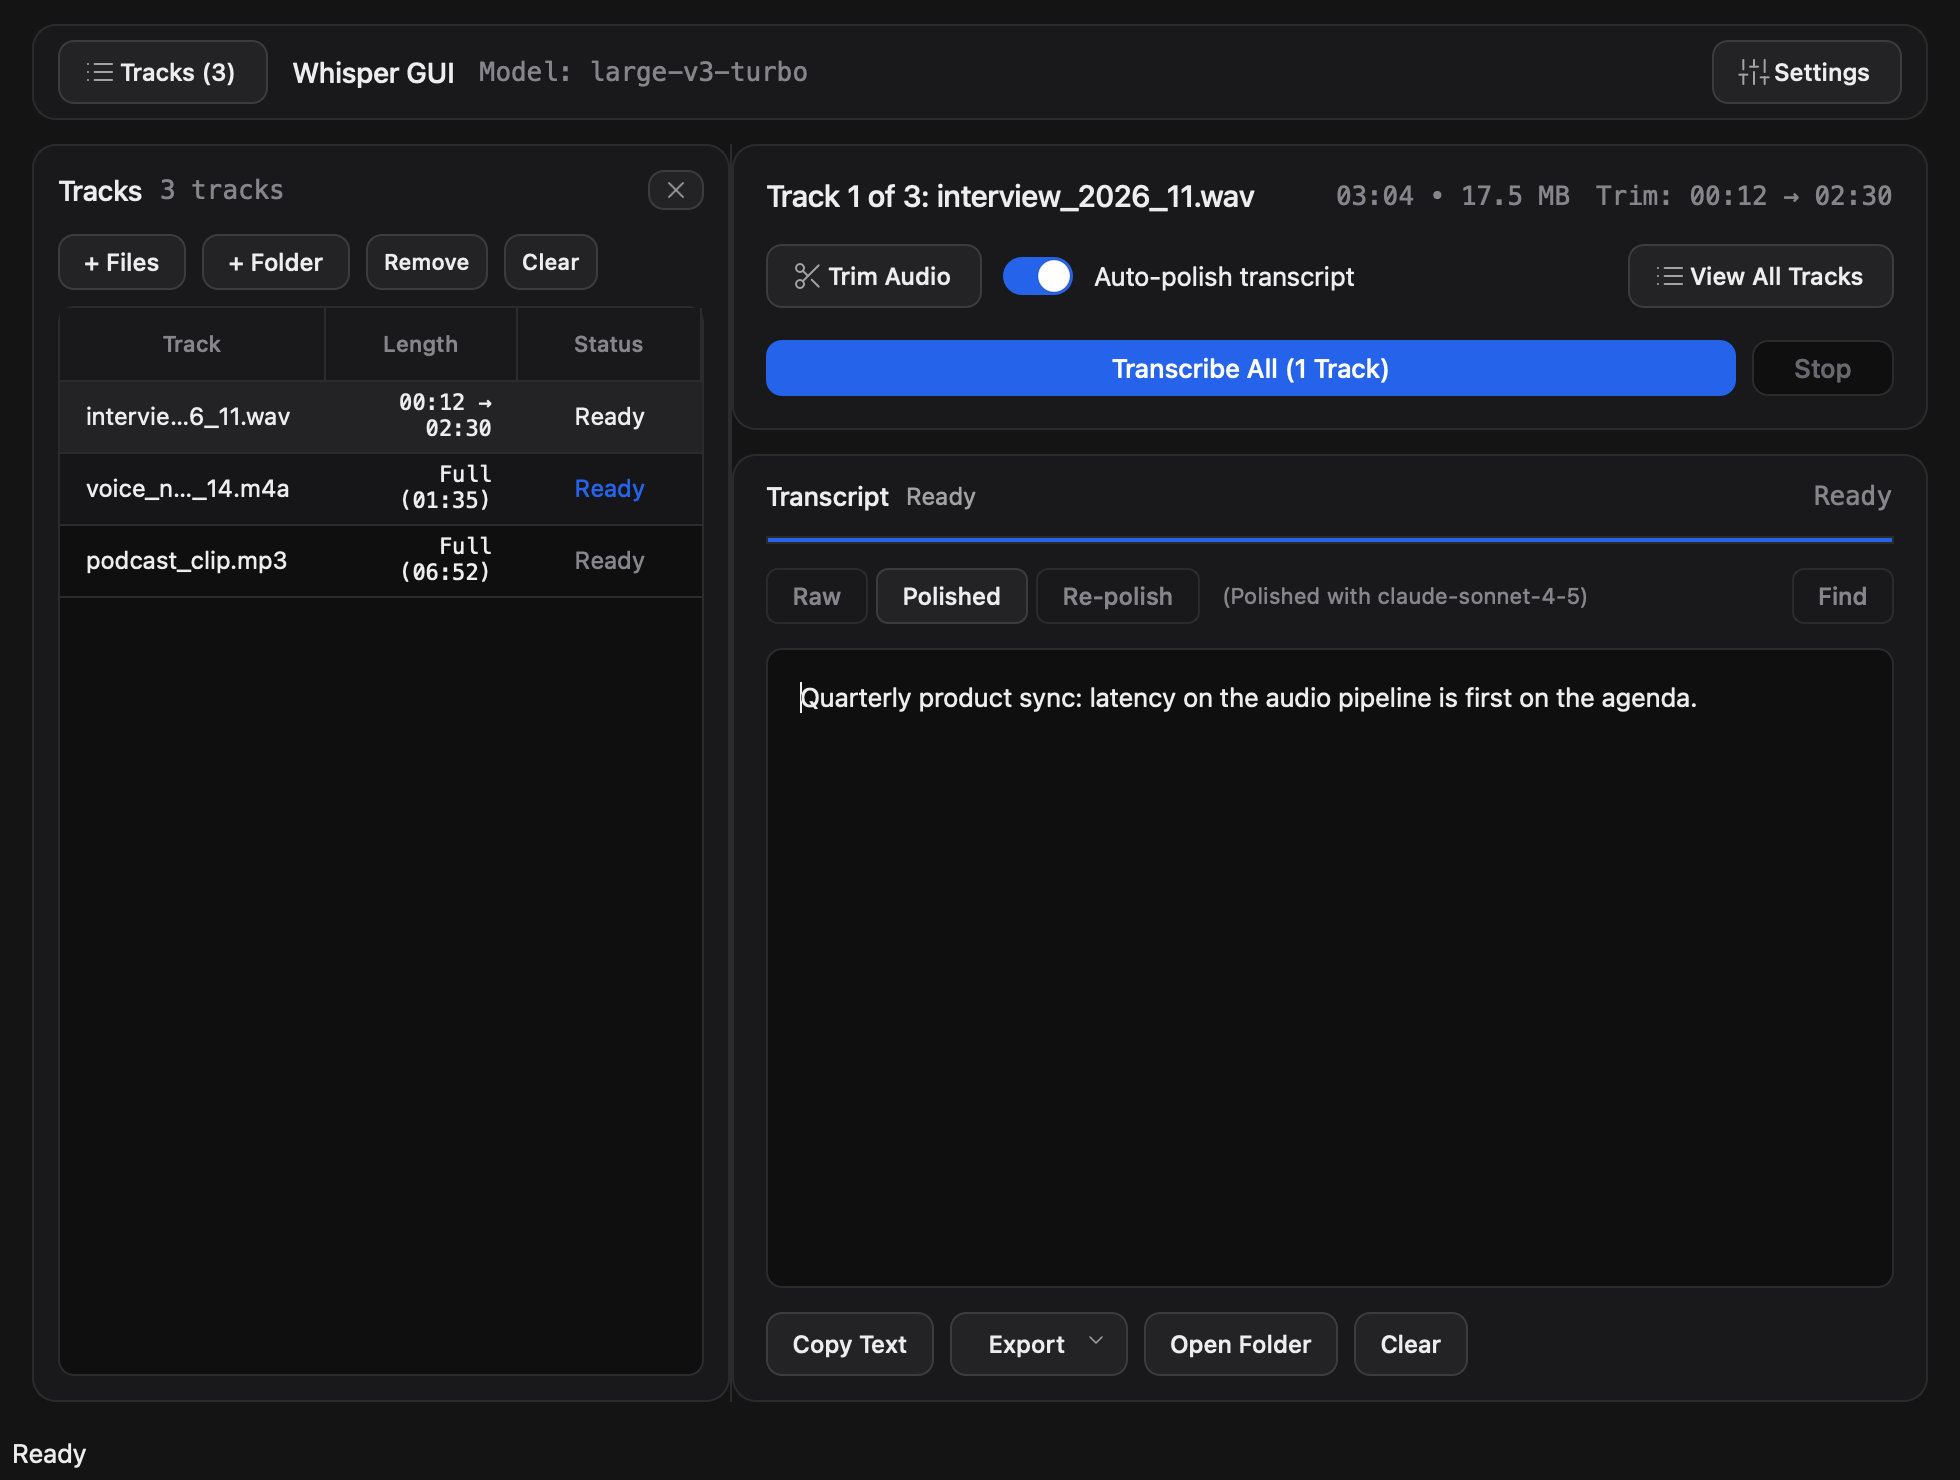 Tracks (3) Whisper GUI Model: large-v3-turbo Settings
Tracks 3 tracks
+ Files + Folder Remove Clear
Track Length Status
intervie...6_11.wav 00:12 → 02:30 Ready
voice_n..._14.m4a Full (01:35) Ready
podcast_clip.mp3 Full (06:52) Ready
Track 1 of 3: interview_2026_11.wav 03:04 • 17.5 MB Trim: 00:12 → 02:30
Trim Audio Auto-polish transcript View All Tracks
Transcribe All (1 Track) Stop
Transcript Ready Ready
Raw Polished Re-polish (Polished with claude-sonnet-4-5) Find
Quarterly product sync: latency on the audio pipeline is first on the agenda.
Copy Text Export Open Folder Clear
Ready